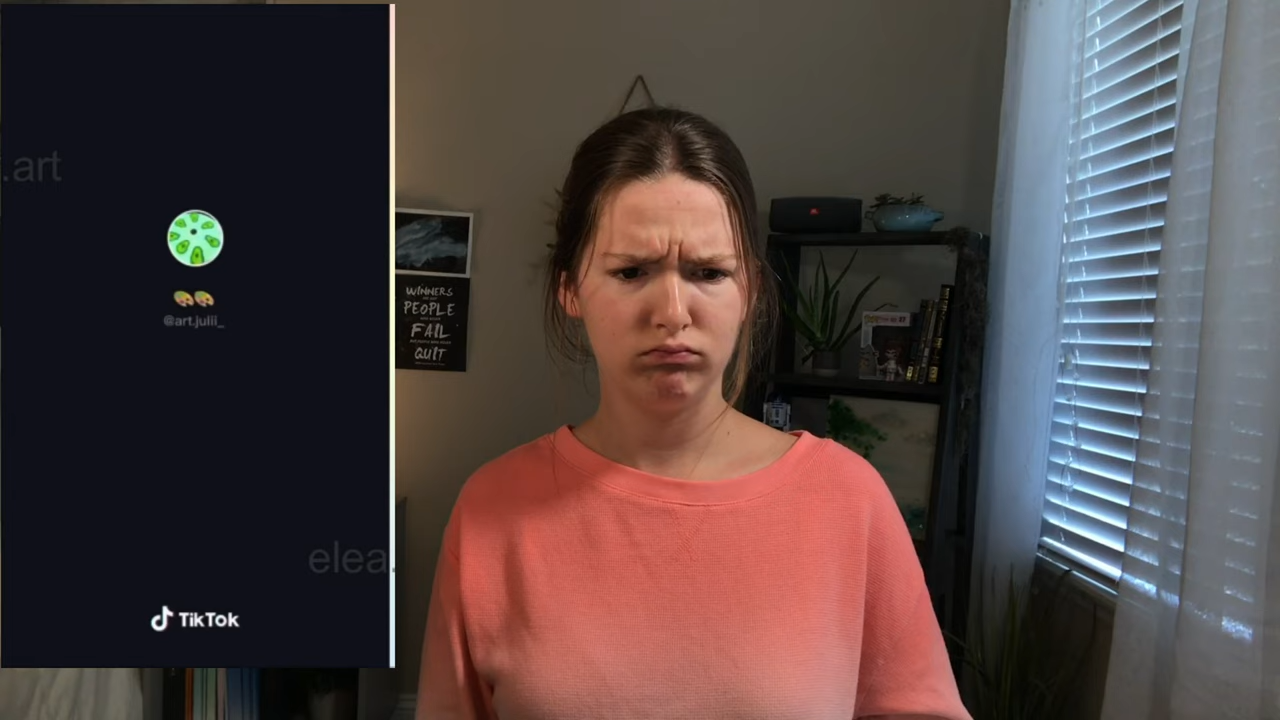 .art
@art.julii_
elea.
TikTok
WINNERS
PEOPLE
FAIL
QUIT